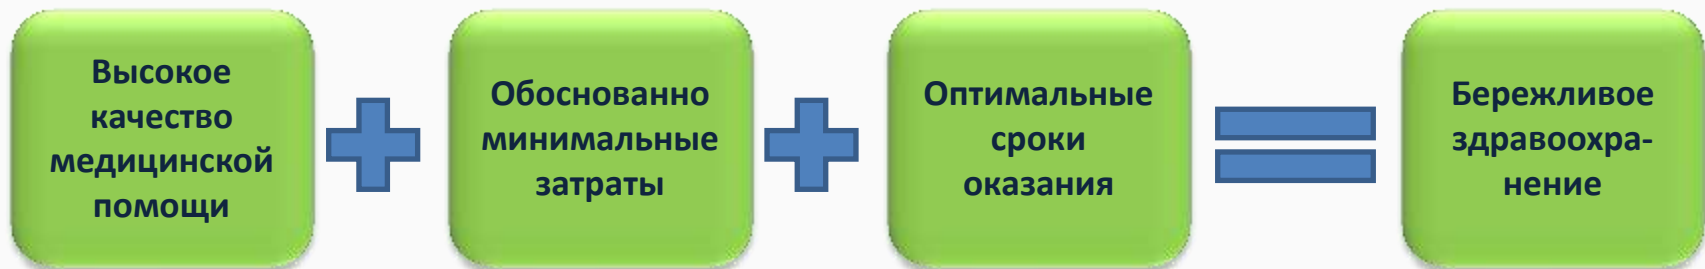 Высокое
качество
медицинской
помощи
Обоснованно
минимальные
затраты
Оптимальные
сроки
оказания
Бережливое
здравоохра-
нение